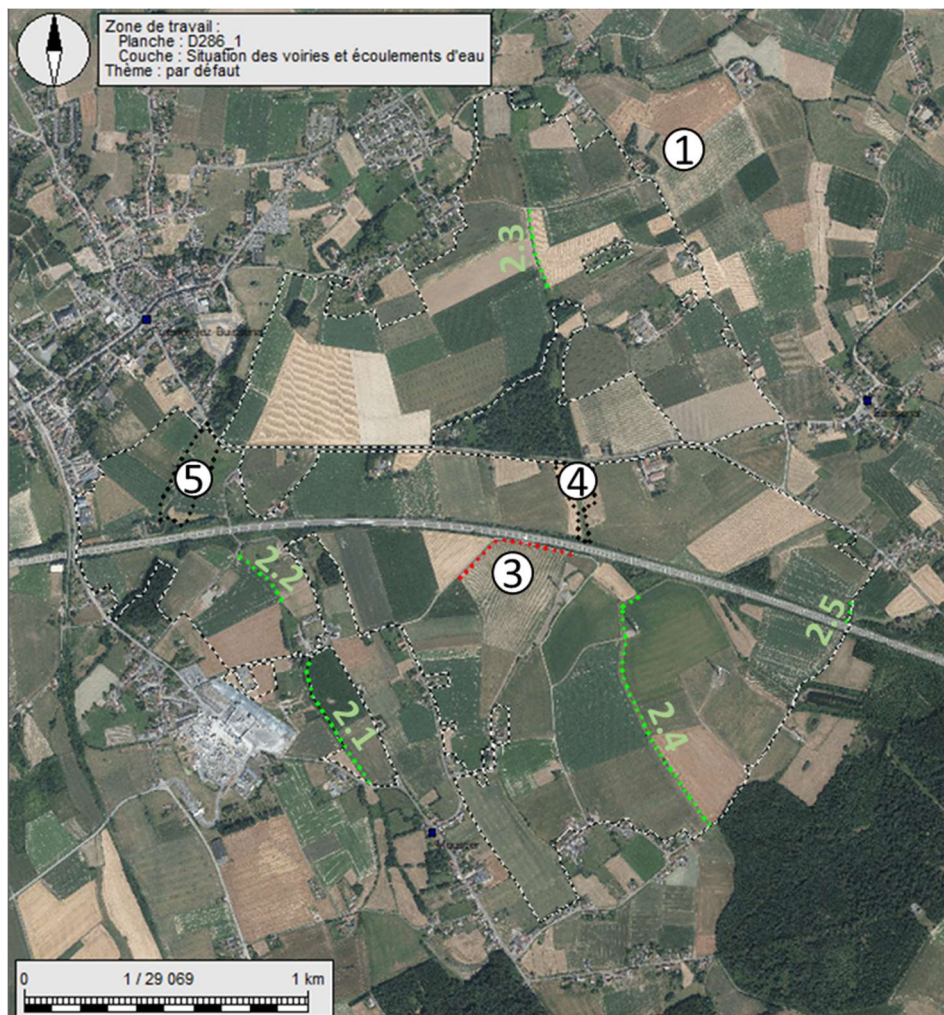 Zone de travail :
Planche : D286_1
Couche : Situation des voiries et écoulements d'eau
Thème : par défaut
1
2.3
5
4
3
2.2
2.5
2.1
2.4
0 1 / 29 069 1 km